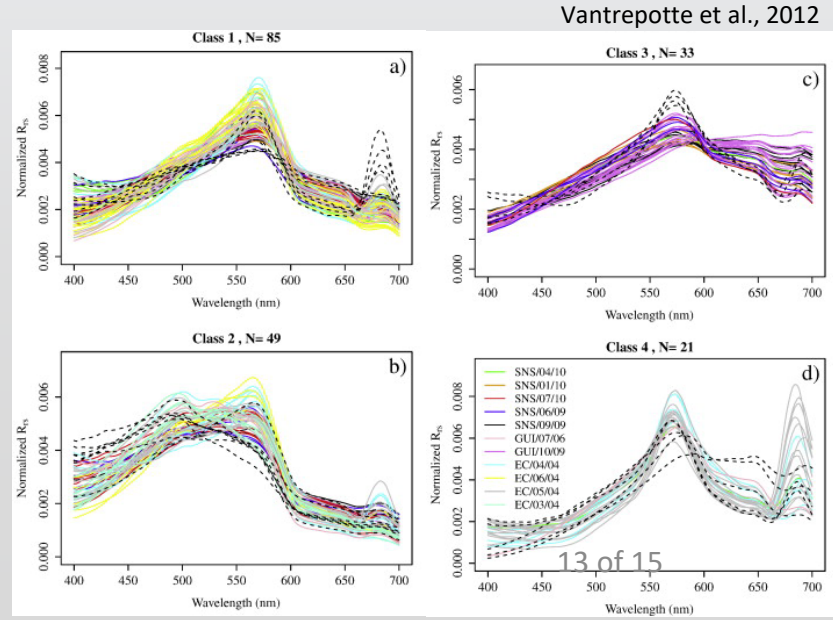 Vantrepotte et al., 2012
Class 1 , N= 85
a)
Normalized Rrs
0.000 0.002 0.004 0.006 0.008
400 450 500 550 600 650 700
Wavelength (nm)
Class 3 , N= 33
c)
Normalized Rrs
0.000 0.002 0.004 0.006
400 450 500 550 600 650 700
Wavelength (nm)
Class 2 , N= 49
b)
Normalized Rrs
0.000 0.002 0.004 0.006
400 450 500 550 600 650 700
Wavelength (nm)
Class 4 , N= 21
d)
SNS/04/10
SNS/01/10
SNS/07/10
SNS/06/09
SNS/09/09
GUI/07/06
GUI/10/09
EC/04/04
EC/06/04
EC/05/04
EC/03/04
Normalized Rrs
0.000 0.002 0.004 0.006 0.008
13 of 15
400 450 500 550 600 650 700
Wavelength (nm)